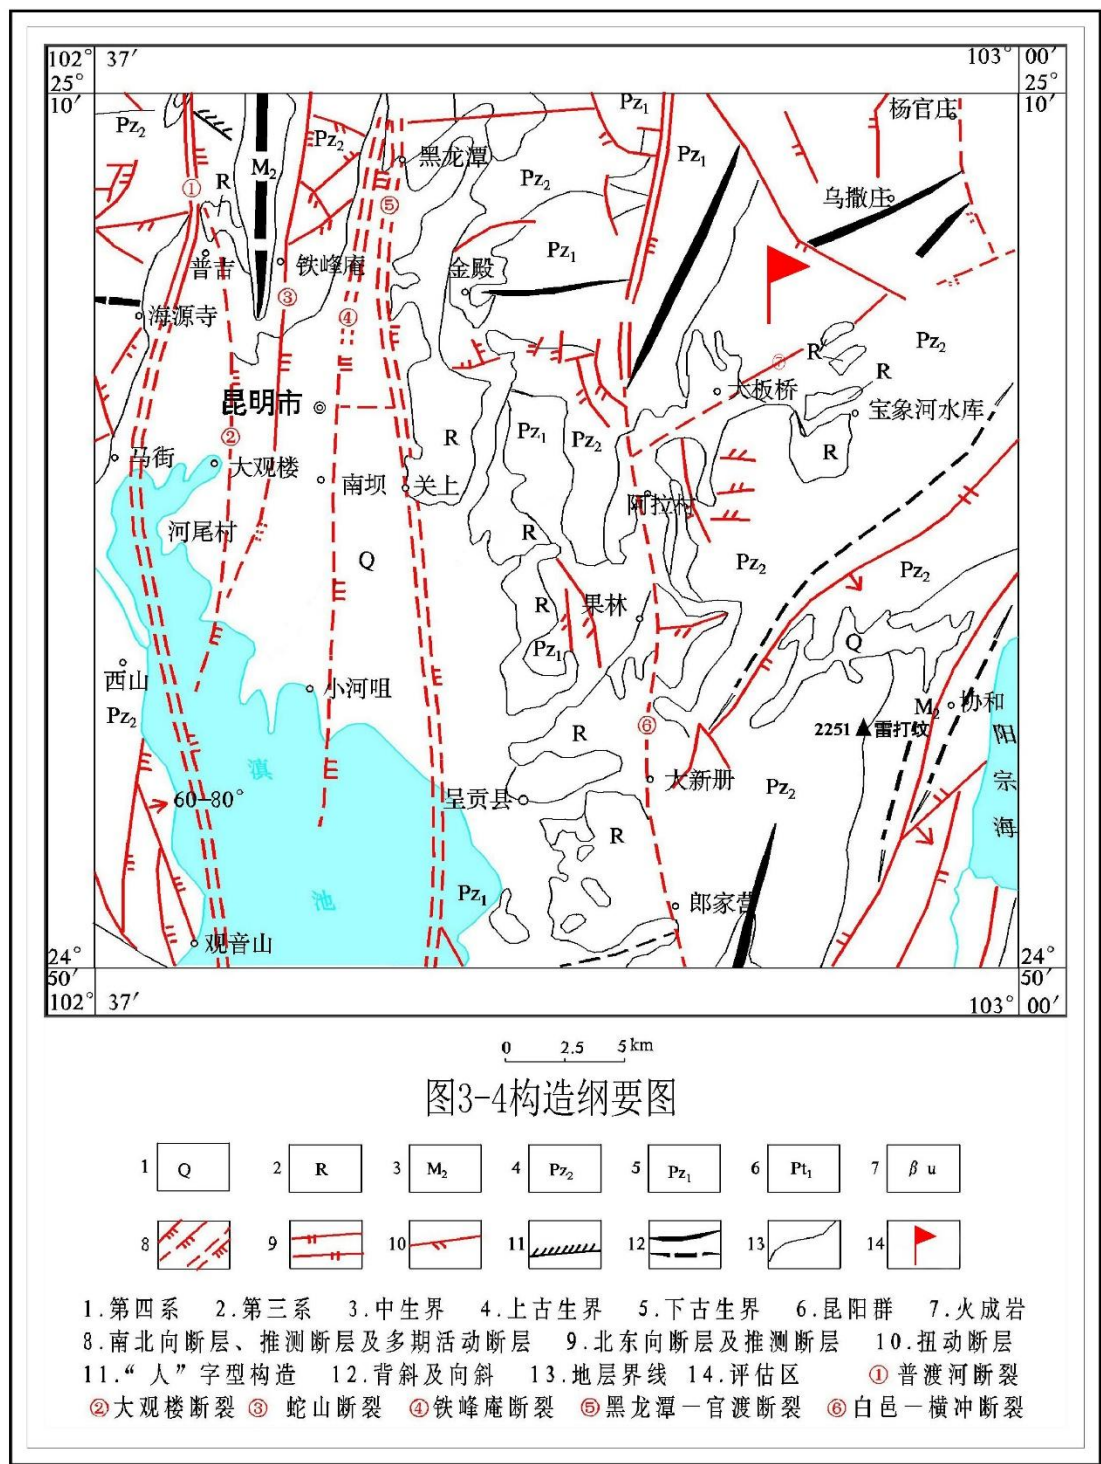 102° 37′ 103° 00′
25° 25°
10′ 10′
Pz₂ Pz₂ Pz₁ 杨官庄
M₂ 黑龙潭 Pz₂ Pz₁
① R ⑤ 乌撒庄
普吉 铁峰庵 Pz₁
金殿
③
海源寺 ④ Pz₂
R
⑦ R
大板桥
昆明市 宝象河水库
② R Pz₁ Pz₂ R
马街 大观楼 南坝 关上
阿拉村
河尾村 R
Q Pz₂ Pz₂
R 果林
Pz₁ Q
西山 小河咀
Pz₂ M₂ 协和
R ⑥ 2251 雷打坟
阳宗海
滇池
60-80° 呈贡县 大新册 Pz₂
R
Pz₁ 郎家营
观音山
24° 24°
50′ 50′
102° 37′ 103° 00′
0 2.5 5 km
图3-4构造纲要图
1 Q 2 R 3 M₂ 4 Pz₂ 5 Pz₁ 6 Pt₁ 7 β u
8 9 10 11 12 13 14
1.第四系 2.第三系 3.中生界 4.上古生界 5.下古生界 6.昆阳群 7.火成岩
8.南北向断层、推测断层及多期活动断层 9.北东向断层及推测断层 10.扭动断层
11.“人”字型构造 12.背斜及向斜 13.地层界线 14.评估区 ①普渡河断裂
②大观楼断裂 ③ 蛇山断裂 ④铁峰庵断裂 ⑤黑龙潭—官渡断裂 ⑥白邑—横冲断裂